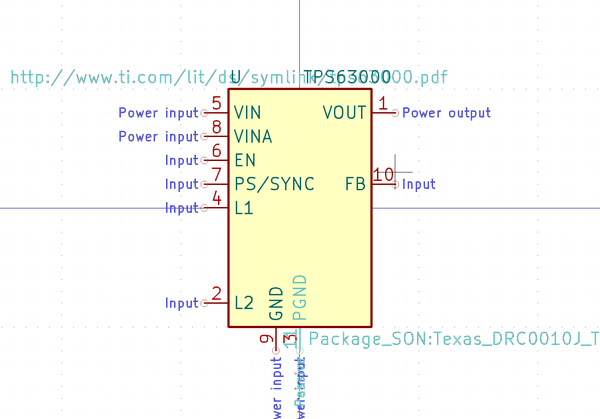 U TPS63000
http://www.ti.com/lit/ds/symlink/tps63000.pdf
Power input 5 VIN VOUT 1 Power output
Power input 8 VINA
Input 6 EN
Input 7 PS/SYNC FB 10 Input
Input 4 L1
Input 2 L2
GND PGND
9 11 3
Package_SON:Texas_DRC0010J_T
wer input
wer input